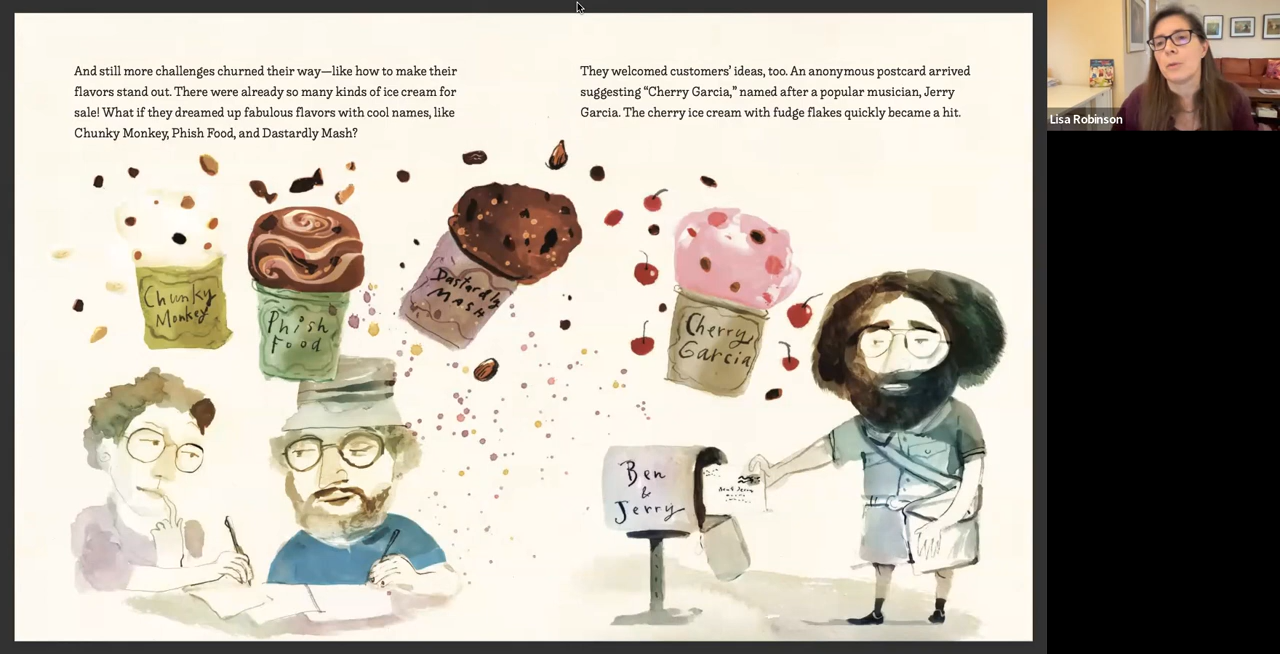 And still more challenges churned their way—like how to make their
flavors stand out. There were already so many kinds of ice cream for
sale! What if they dreamed up fabulous flavors with cool names, like
Chunky Monkey, Phish Food, and Dastardly Mash?
They welcomed customers’ ideas, too. An anonymous postcard arrived
suggesting “Cherry Garcia,” named after a popular musician, Jerry
Garcia. The cherry ice cream with fudge flakes quickly became a hit.
Chunky
Monkey
Phish
Food
Dastardly
Mash
Cherry
Garcia
Ben
&
Jerry
Lisa Robinson